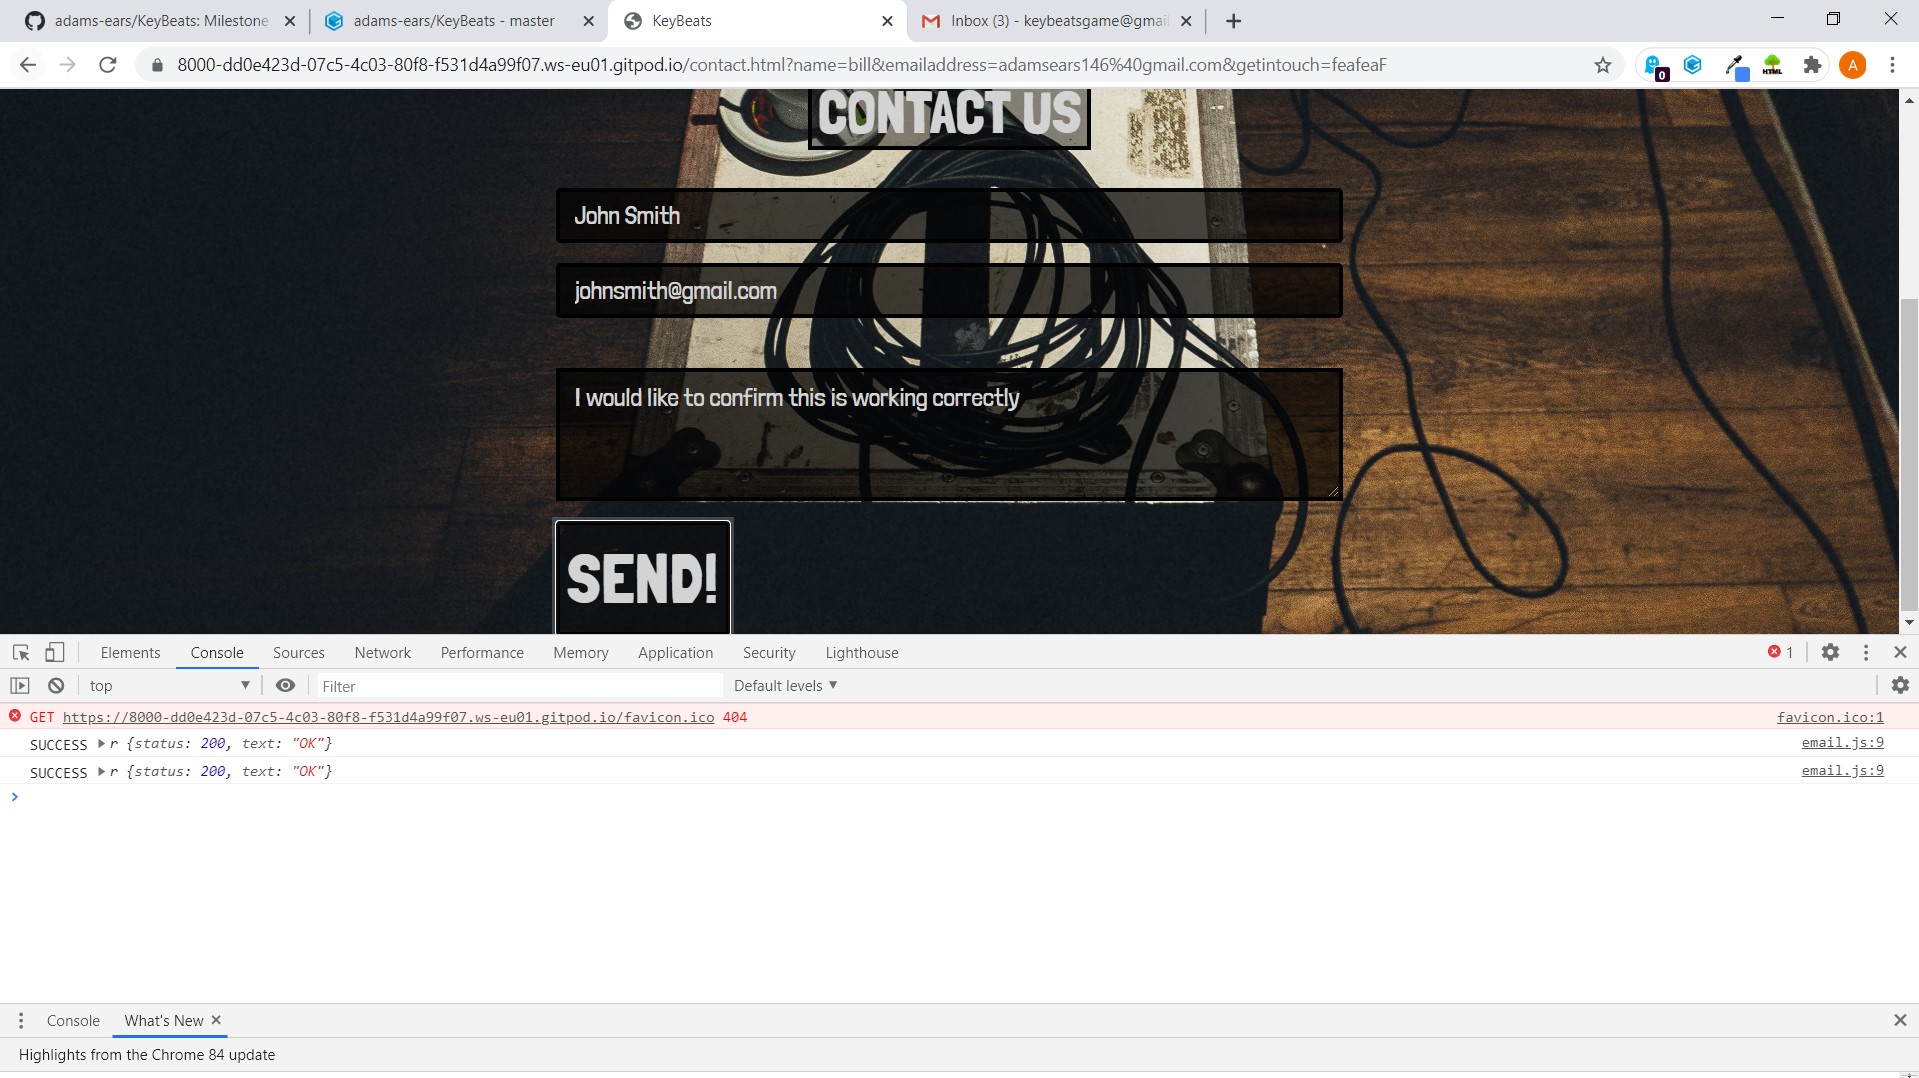 adams-ears/KeyBeats: Milestone
adams-ears/KeyBeats - master
KeyBeats
Inbox (3) - keybeatsgame@gmai
8000-dd0e423d-07c5-4c03-80f8-f531d4a99f07.ws-eu01.gitpod.io/contact.html?name=bill&emailaddress=adamsears146%40gmail.com&getintouch=feafeaF
0
HTML
A
CONTACT US
John Smith
johnsmith@gmail.com
I would like to confirm this is working correctly
SEND!
Elements Console Sources Network Performance Memory Application Security Lighthouse 1
top Filter Default levels
GET https://8000-dd0e423d-07c5-4c03-80f8-f531d4a99f07.ws-eu01.gitpod.io/favicon.ico 404 favicon.ico:1
SUCCESS r {status: 200, text: "OK"} email.js:9
SUCCESS r {status: 200, text: "OK"} email.js:9
Console What's New
Highlights from the Chrome 84 update